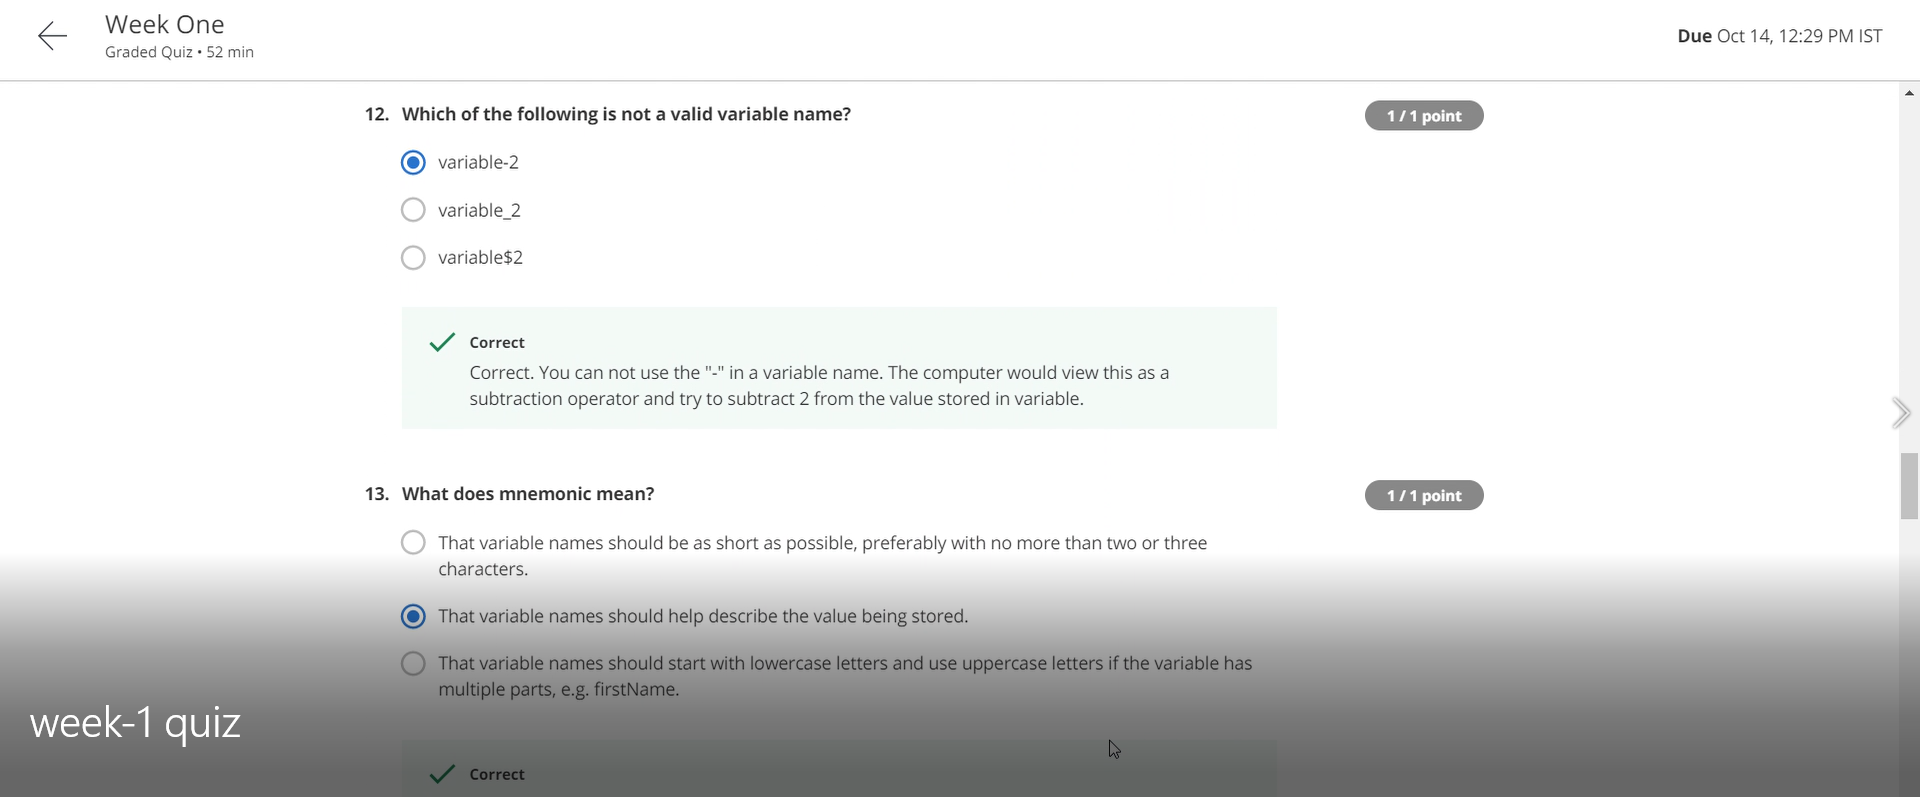 Week One
Graded Quiz • 52 min
Due Oct 14, 12:29 PM IST
12. Which of the following is not a valid variable name?
1 / 1 point
variable-2
variable_2
variable$2
Correct
Correct. You can not use the "-" in a variable name. The computer would view this as a
subtraction operator and try to subtract 2 from the value stored in variable.
13. What does mnemonic mean?
1 / 1 point
That variable names should be as short as possible, preferably with no more than two or three
characters.
That variable names should help describe the value being stored.
That variable names should start with lowercase letters and use uppercase letters if the variable has
multiple parts, e.g. firstName.
week-1 quiz
Correct